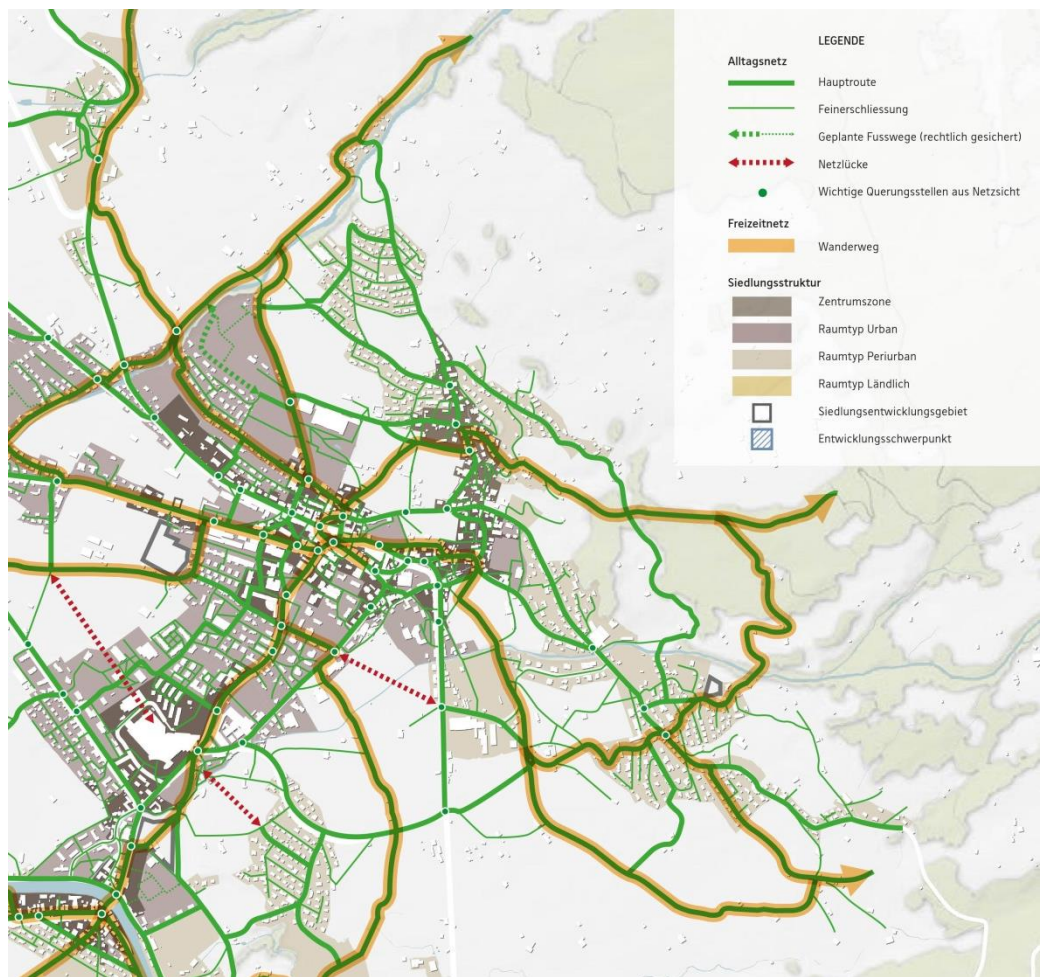 LEGENDE
Alltagsnetz
Hauptroute
Feinerschliessung
Geplante Fusswege (rechtlich gesichert)
Netzlücke
Wichtige Querungsstellen aus Netzsicht
Freizeitnetz
Wanderweg
Siedlungsstruktur
Zentrumszone
Raumtyp Urban
Raumtyp Periurban
Raumtyp Ländlich
Siedlungsentwicklungsgebiet
Entwicklungsschwerpunkt